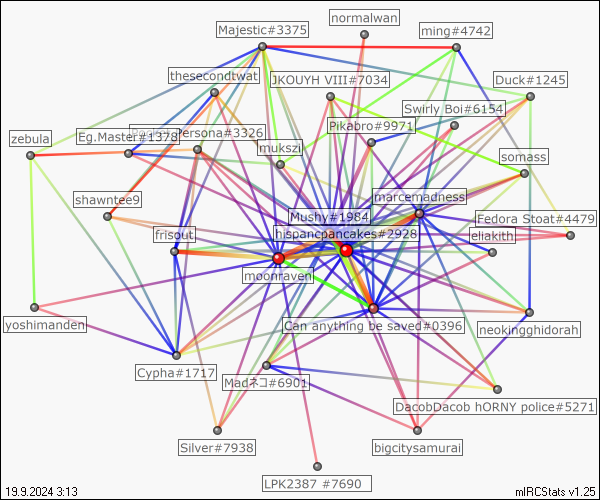 normalwan
Majestic#3375
ming#4742
thesecondtwat
JKOUYH VIII#7034
Duck#1245
Swirly Boi#6154
Pikabro#9971
Persona#3326
Eg.Master#1378
zebula
mukszi
somass
marcemadness
shawntee9
Mushy#1984
Fedora Stoat#4479
hispancpancakes#2928
frisout
eliakith
moonraven
yoshimanden
Can anything be saved#0396
neokingghidorah
Cypha#1717
Madネコ#6901
DacobDacob hORNY police#5271
Silver#7938
bigcitysamurai
LPK2387 #7690
19.9.2024 3:13
mIRCStats v1.25